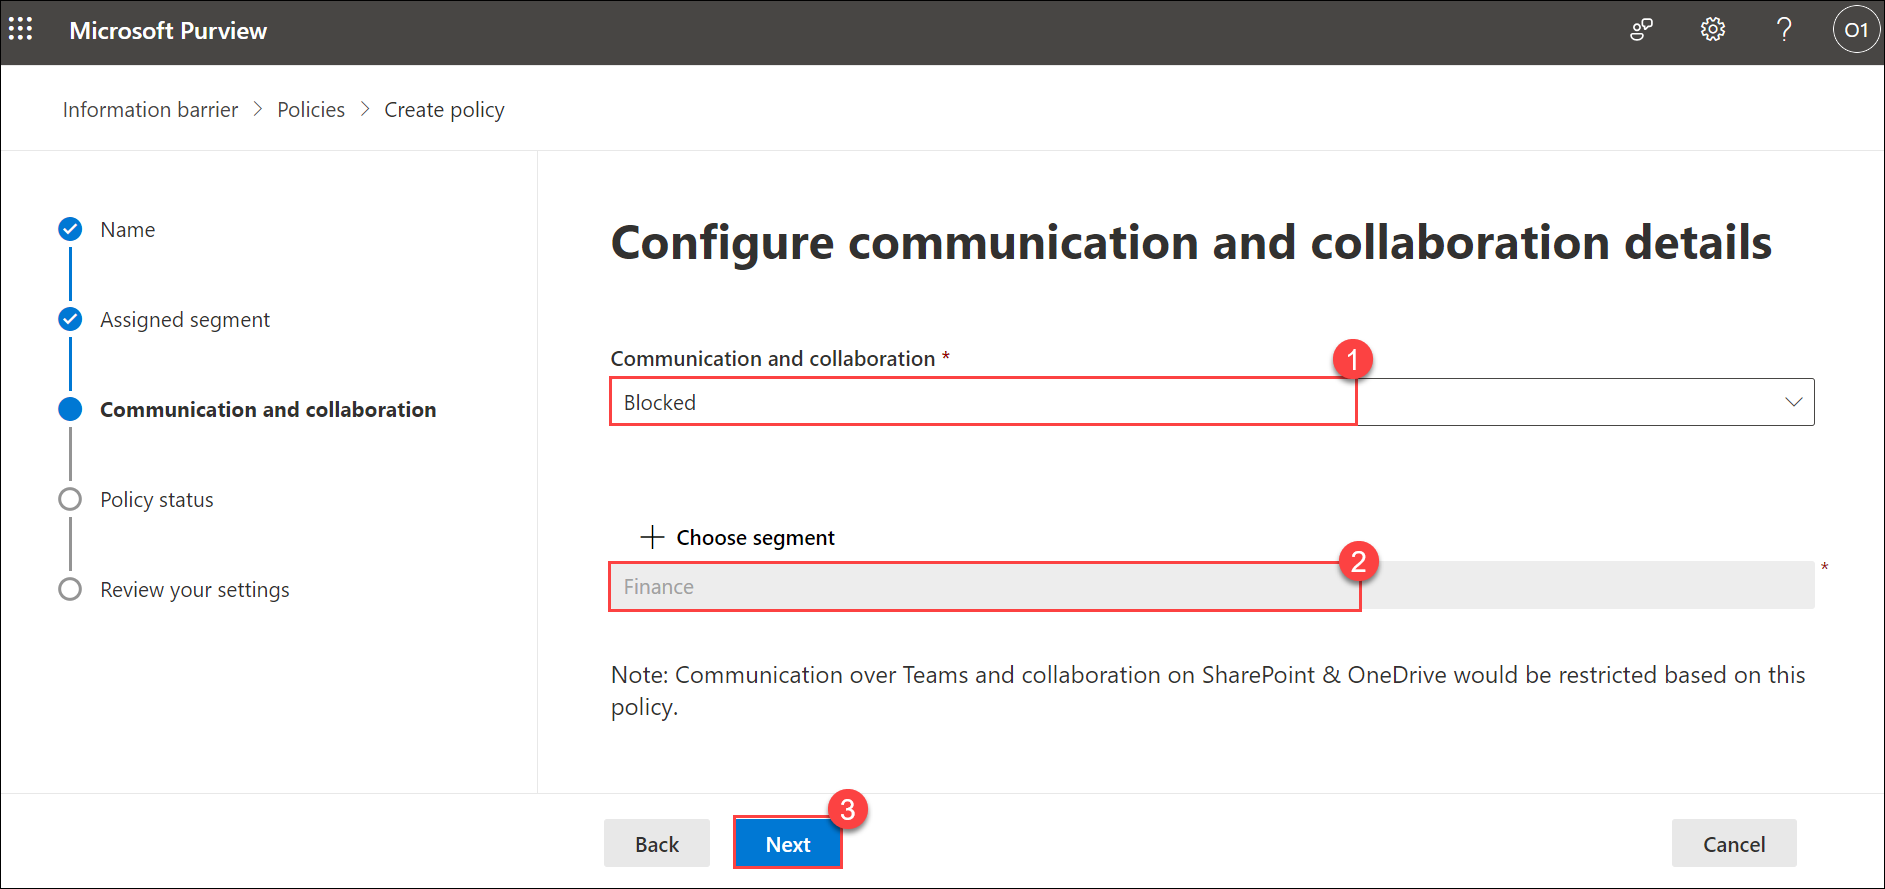 Microsoft Purview
O1
Information barrier > Policies > Create policy
Name
Assigned segment
Communication and collaboration
Policy status
Review your settings
Configure communication and collaboration details
Communication and collaboration *
1
Blocked
Choose segment
2
Finance
*
Note: Communication over Teams and collaboration on SharePoint & OneDrive would be restricted based on this
policy.
3
Back
Next
Cancel